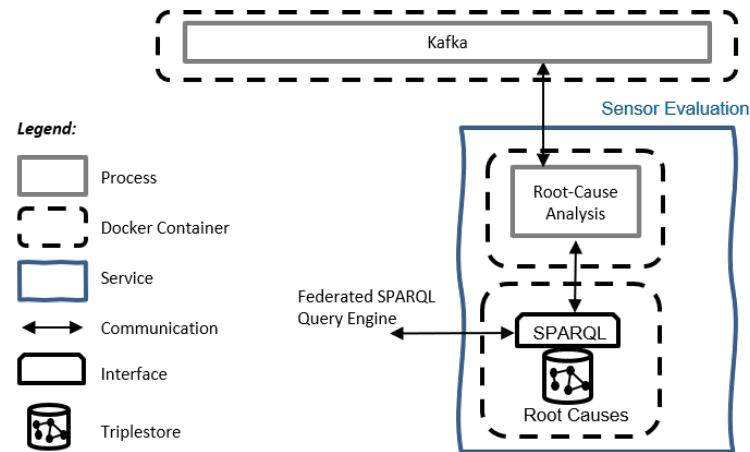 Kafka
Sensor Evaluation
Legend:
Process
Docker Container
Service
Communication
Interface
Triplestore
Root-Cause
Analysis
Federated SPARQL
Query Engine
SPARQL
Root Causes